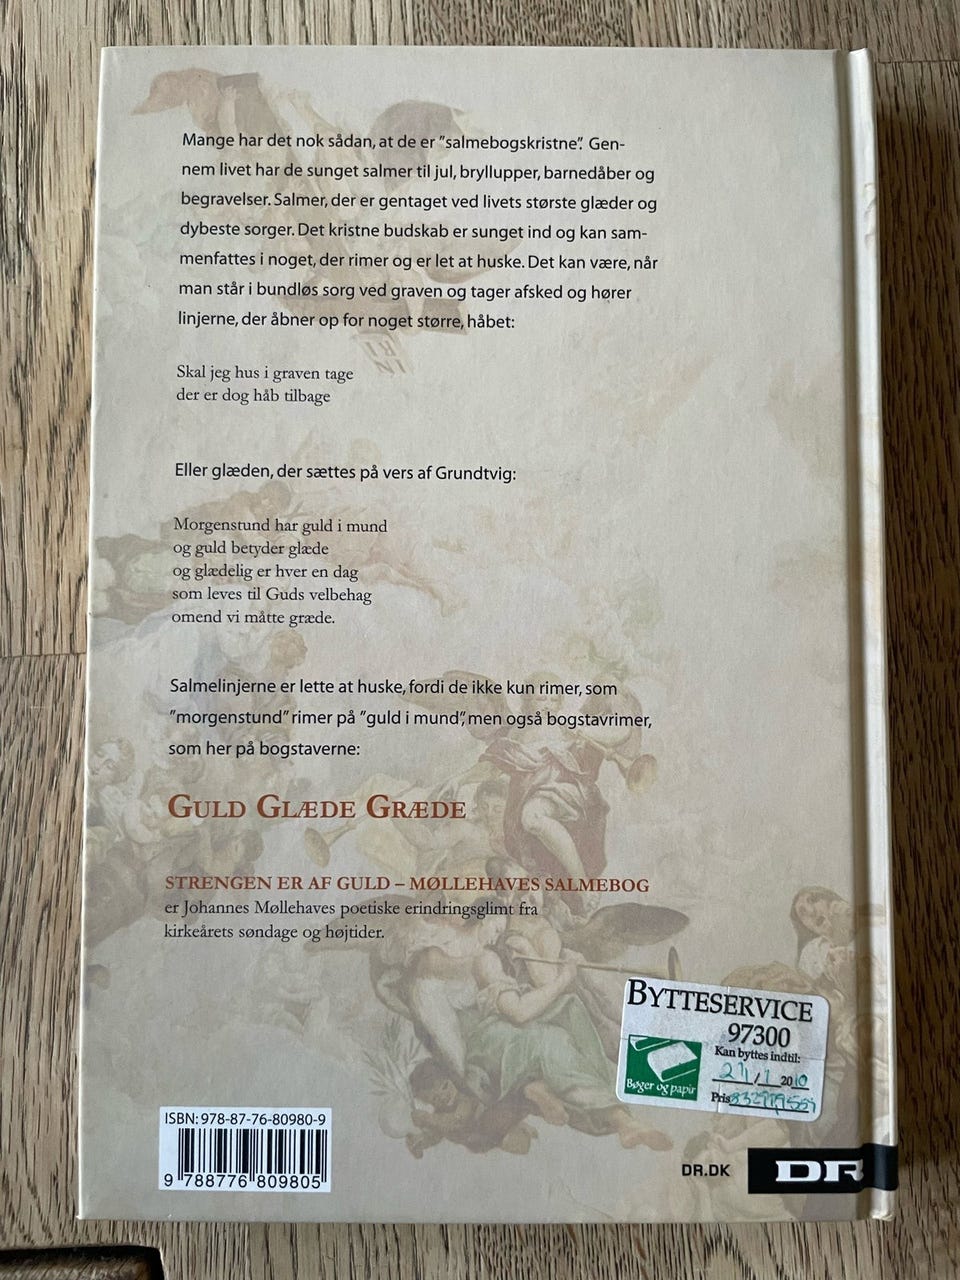 Mange har det nok sådan, at de er "salmebogskristne". Gen-
nem livet har de sunget salmer til jul, bryllupper, barnedåber og
begravelser. Salmer, der er gentaget ved livets største glæder og
dybeste sorger. Det kristne budskab er sunget ind og kan sam-
menfattes i noget, der rimer og er let at huske. Det kan være, når
man står i bundløs sorg ved graven og tager afsked og hører
linjerne, der åbner op for noget større, håbet:
Skal jeg hus i graven tage
der er dog håb tilbage
Eller glæden, der sættes på vers af Grundtvig:
Morgenstund har guld i mund
og guld betyder glæde
og glædelig er hver en dag
som leves til Guds velbehag
omend vi måtte græde.
Salmelinjerne er lette at huske, fordi de ikke kun rimer, som
"morgenstund" rimer på "guld i mund", men også bogstavrimer,
som her på bogstaverne:
GULD GLÆDE GRÆDE
STRENGEN ER AF GULD – MØLLEHAVES SALMEBOG
er Johannes Møllehaves poetiske erindringsglimt fra
kirkeårets søndage og højtider.
BYTTESERVICE
97300
Kan byttes indtil:
2010
Bøger og papir
Pris
ISBN: 978-87-76-80980-9
9 788776 809805
DR.DK
DR